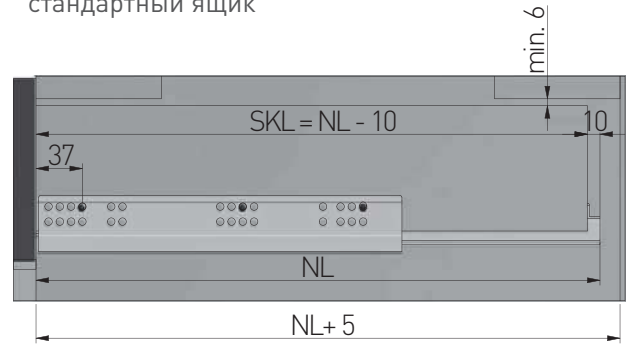 стандартный ящик
min. 6
SKL = NL - 10
10
37
NL
NL+ 5